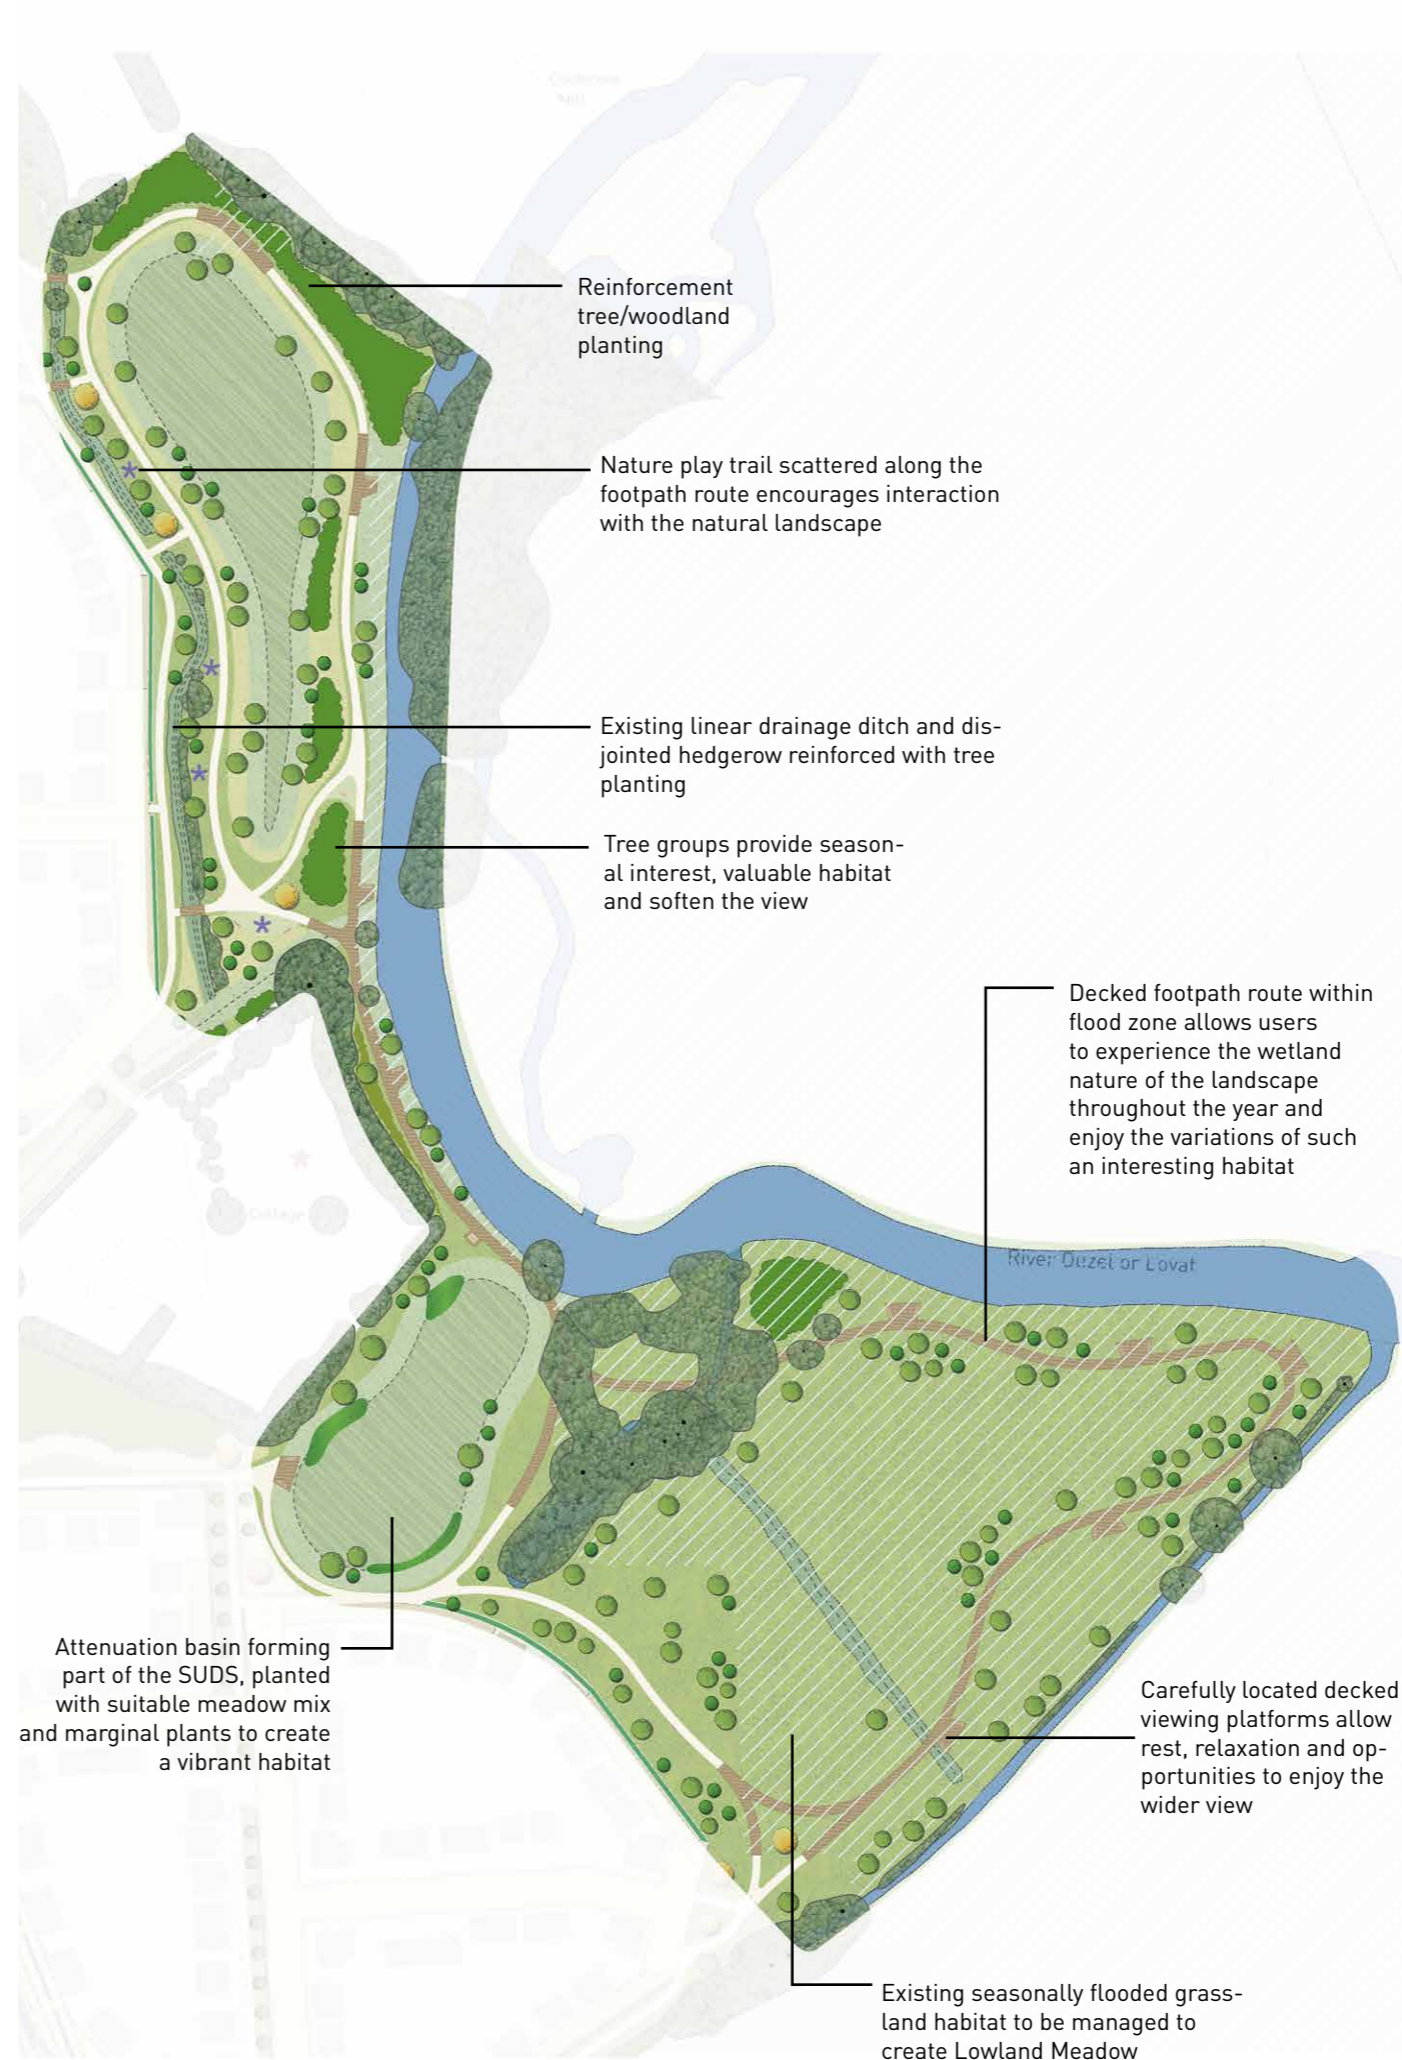 Reinforcement
tree/woodland
planting
Nature play trail scattered along the
footpath route encourages interaction
with the natural landscape
Existing linear drainage ditch and dis-
jointed hedgerow reinforced with tree
planting
Tree groups provide season-
al interest, valuable habitat
and soften the view
Decked footpath route within
flood zone allows users
to experience the wetland
nature of the landscape
throughout the year and
enjoy the variations of such
an interesting habitat
Cottage
River Ouzel or Lovat
Attenuation basin forming
part of the SUDS, planted
with suitable meadow mix
and marginal plants to create
a vibrant habitat
Carefully located decked
viewing platforms allow
rest, relaxation and op-
portunities to enjoy the
wider view
Existing seasonally flooded grass-
land habitat to be managed to
create Lowland Meadow